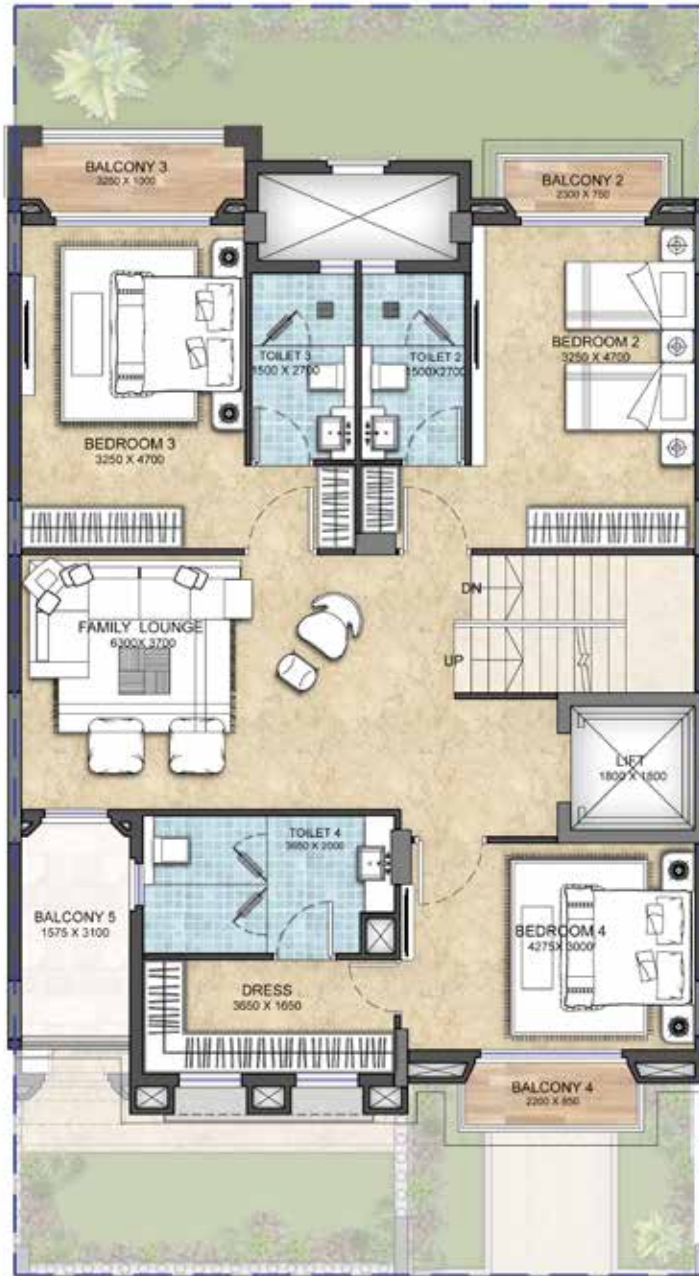 BALCONY 3
3250 X 1000
BALCONY 2
2300 X 750
TOILET 3
1500 X 2700
TOILET 2
1500X2700
BEDROOM 2
3250 X 4700
BEDROOM 3
3250 X 4700
DN
FAMILY LOUNGE
6300X 3700
UP
LIFT
1800 X 1800
TOILET 4
3650 X 2000
BALCONY 5
1575 X 3100
BEDROOM 4
4275X 3000
DRESS
3650 X 1650
BALCONY 4
2200 X 850